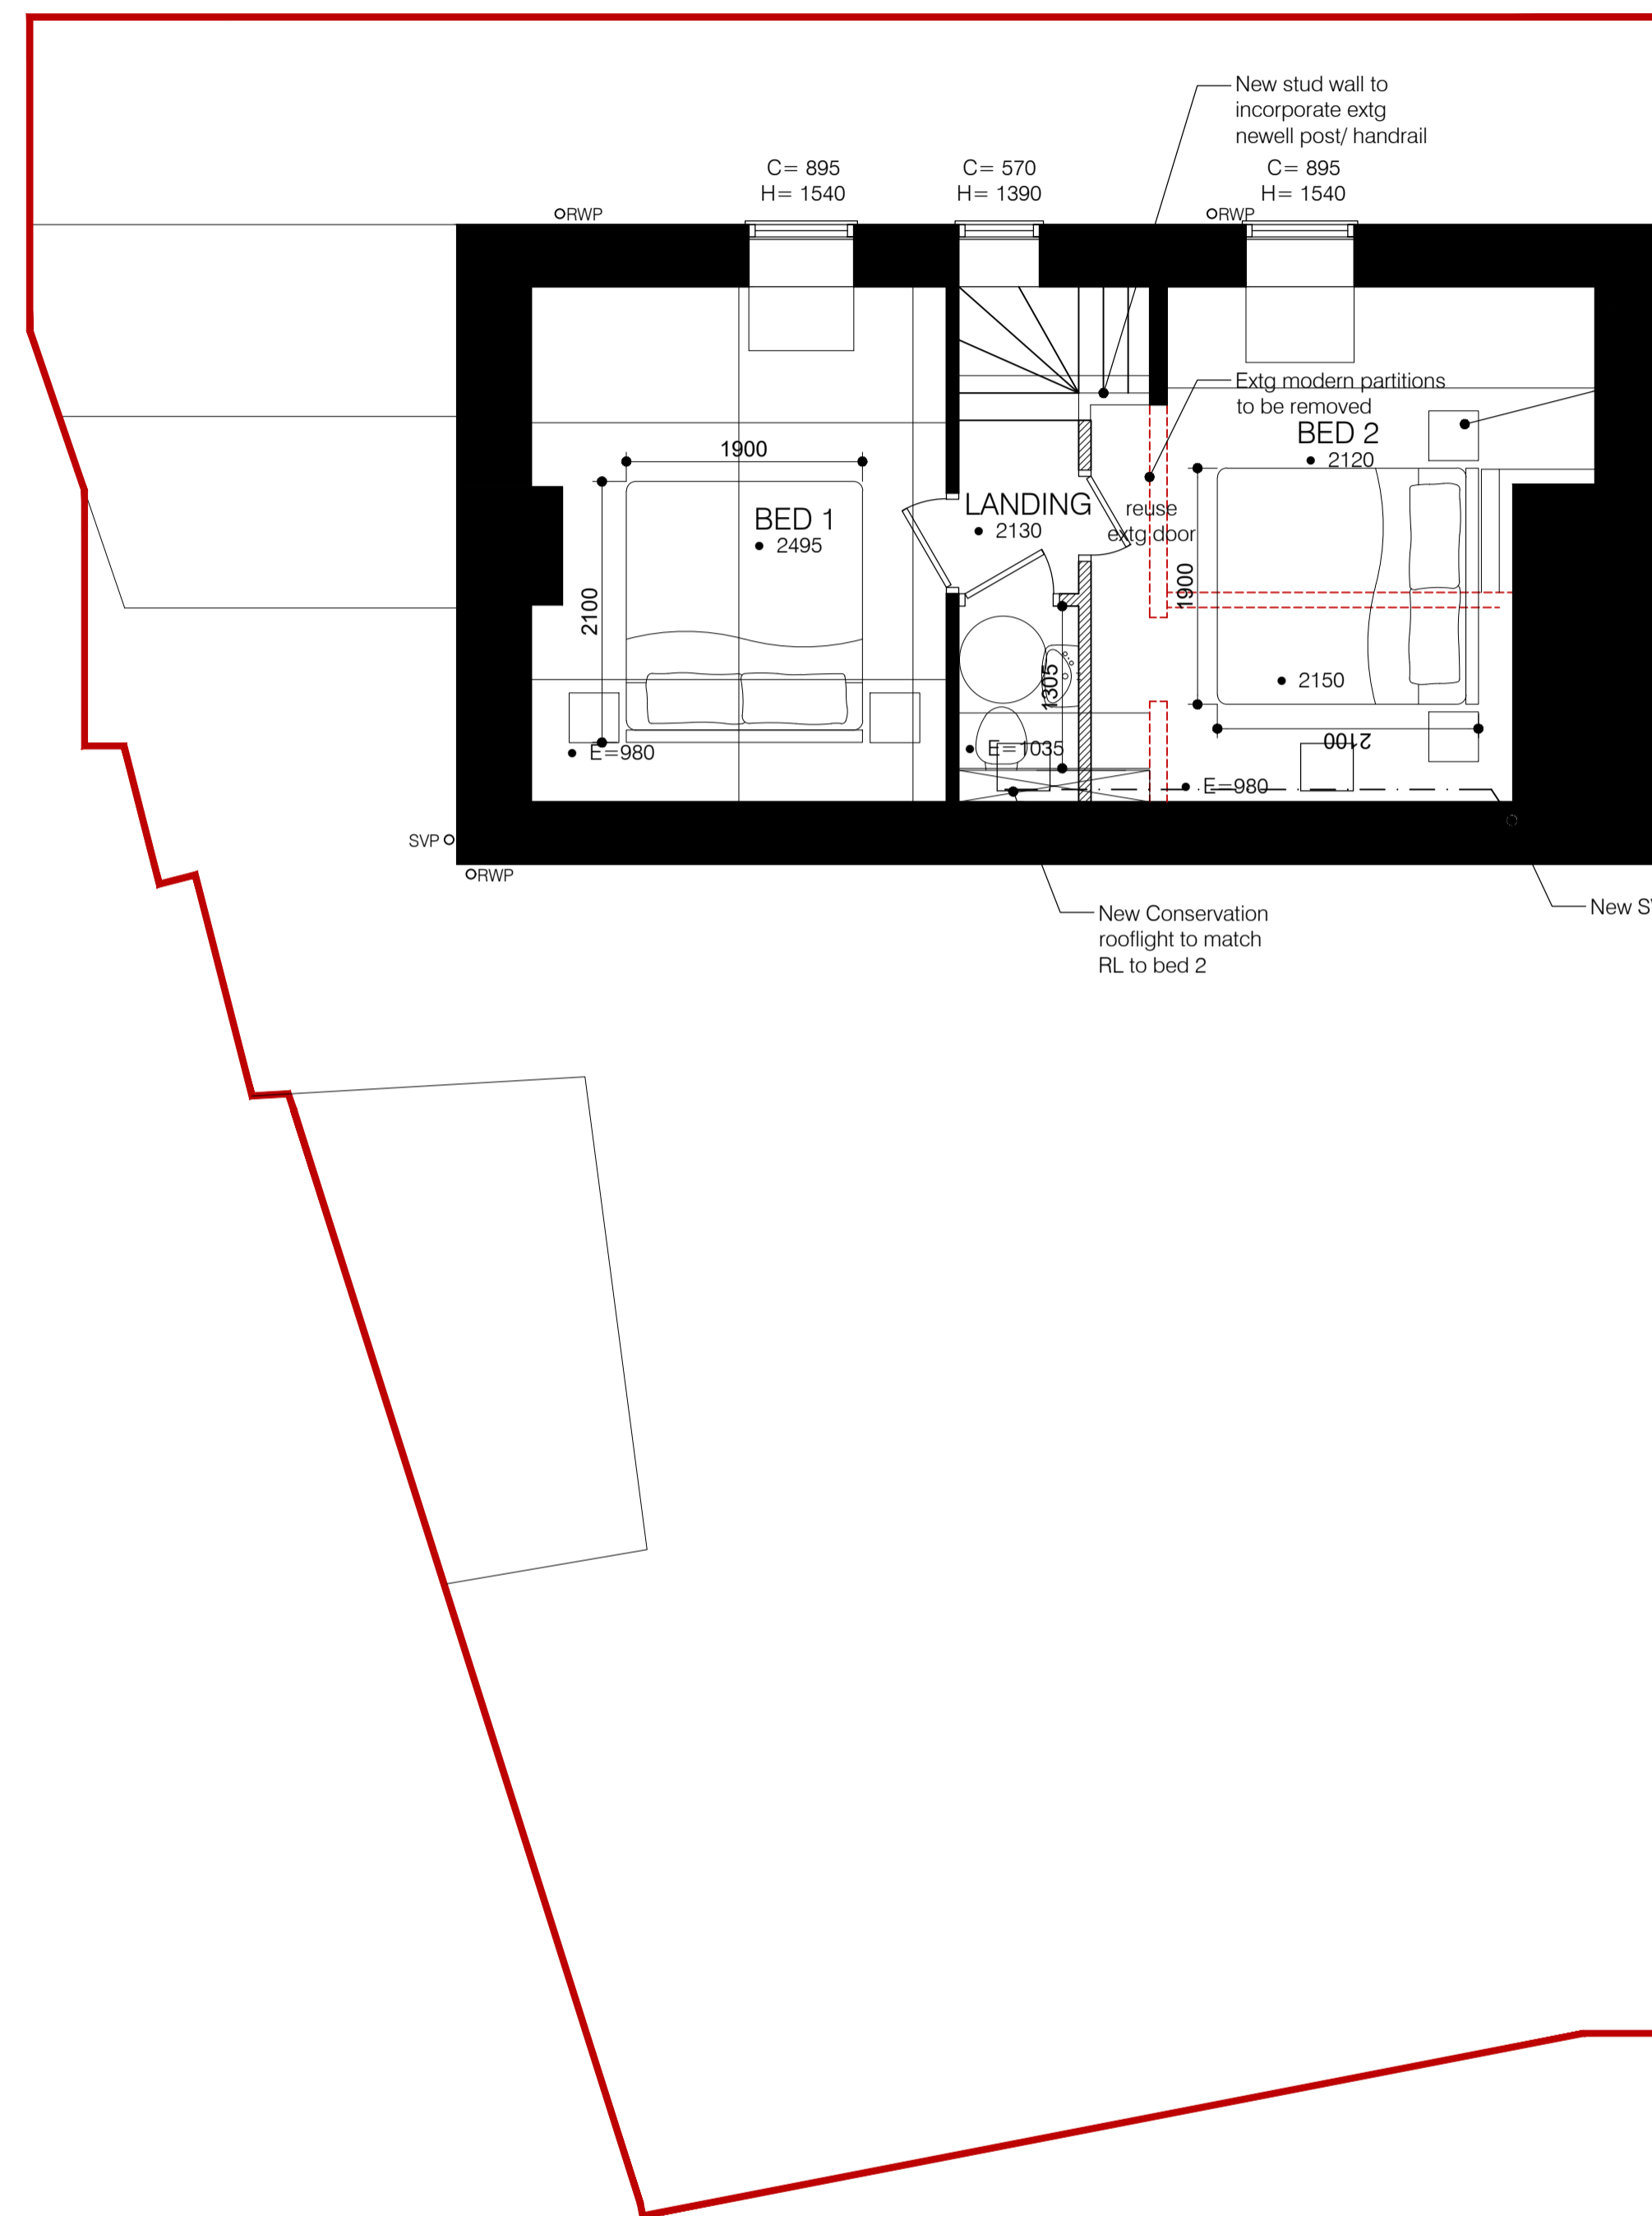 New stud wall to
incorporate extg
newell post/ handrail
C= 895
H= 1540
C= 570
H= 1390
C= 895
H= 1540
RWP
RWP
Extg modern partitions
to be removed
BED 2
2120
1900
LANDING
2130
reuse
extg door
BED 1
2495
2100
1900
1305
2150
2100
E=980
E=1035
E=980
SVP
RWP
New Conservation
rooflight to match
RL to bed 2
New S